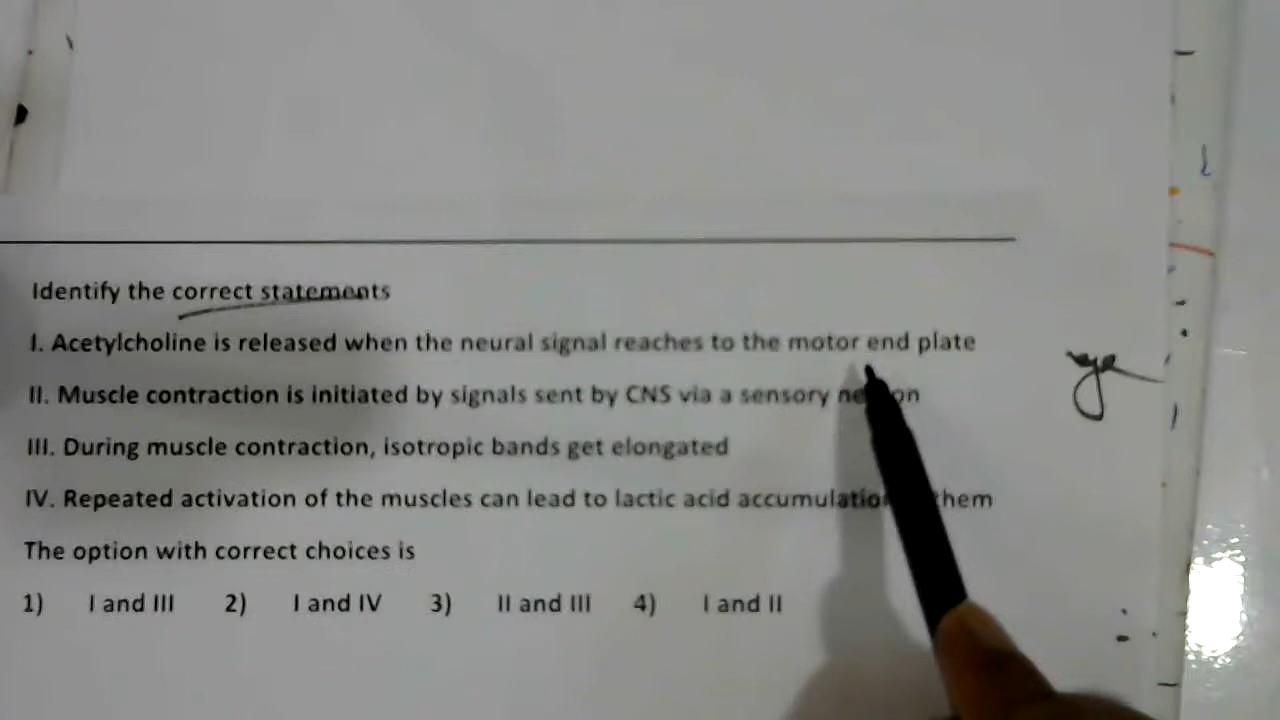 Identify the correct statements
I. Acetylcholine is released when the neural signal reaches to the motor end plate
II. Muscle contraction is initiated by signals sent by CNS via a sensory
III. During muscle contraction, isotropic bands get elongated
IV. Repeated activation of the muscles can lead to lactic acid accumulation them
The option with correct choices is
1) I and III 2) I and IV 3) II and III 4) I and II